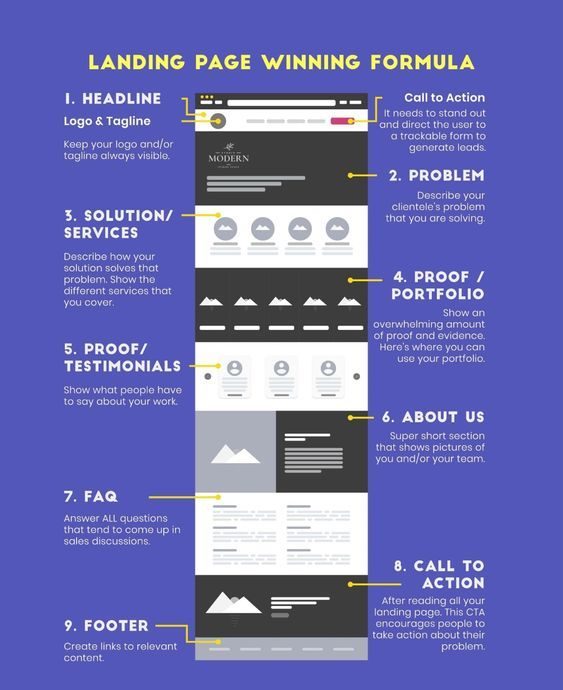 LANDING PAGE WINNING FORMULA
1. HEADLINE
Logo & Tagline
Keep your logo and/or
tagline always visible.
Call to Action
It needs to stand out
and direct the user to
a trackable form to
generate leads.
MODERN
2. PROBLEM
Describe your
clientele's problem
that you are solving.
3. SOLUTION/
SERVICES
Describe how your
solution solves that
problem. Show the
different services that
you cover.
4. PROOF /
PORTFOLIO
Show an
overwhelming amount
of proof and evidence.
Here's where you can
use your portfolio.
5. PROOF/
TESTIMONIALS
Show what people have
to say about your work.
6. ABOUT US
Super short section
that shows pictures of
you and/or your team.
7. FAQ
Answer ALL questions
that tend to come up in
sales discussions.
8. CALL TO
ACTION
After reading all your
landing page. This CTA
encourages people to
take action about their
problem.
9. FOOTER
Create links to relevant
content.